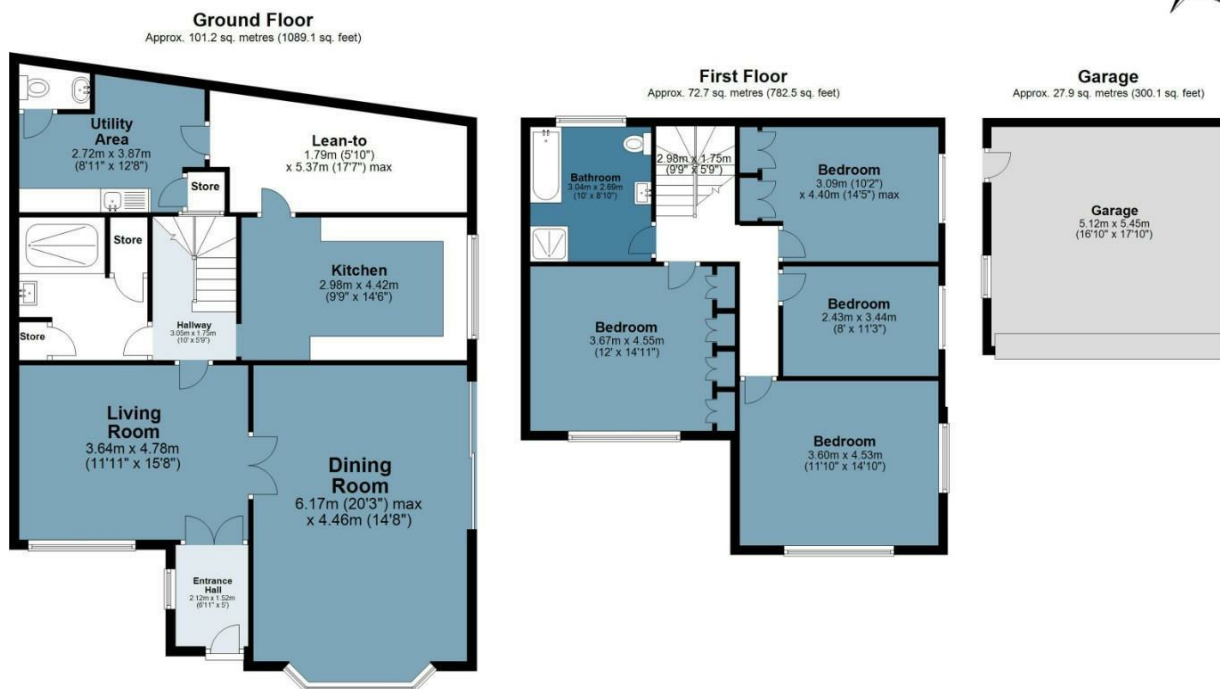 Ground Floor
Approx. 101.2 sq. metres (1089.1 sq. feet)
Utility
Area
2.72m x 3.87m
(8'11" x 12'8")
Lean-to
1.79m (5'10")
x 5.37m (17'7") max
Store
Store
Kitchen
2.98m x 4.42m
(9'9" x 14'6")
Hallway
3.05m x 1.75m
(10' x 5'9")
Store
Living
Room
3.64m x 4.78m
(11'11" x 15'8")
Dining
Room
6.17m (20'3") max
x 4.46m (14'8")
Entrance
Hall
2.12m x 1.52m
(6'11" x 5')
First Floor
Approx. 72.7 sq. metres (782.5 sq. feet)
Bathroom
3.04m x 2.69m
(10' x 8'10")
2.98m x 1.75m
(9'9" x 5'9")
Bedroom
3.09m (10'2")
x 4.40m (14'5") max
Bedroom
3.67m x 4.55m
(12' x 14'11")
Bedroom
2.43m x 3.44m
(8' x 11'3")
Bedroom
3.60m x 4.53m
(11'10" x 14'10")
Garage
Approx. 27.9 sq. metres (300.1 sq. feet)
Garage
5.12m x 5.45m
(16'10" x 17'10")